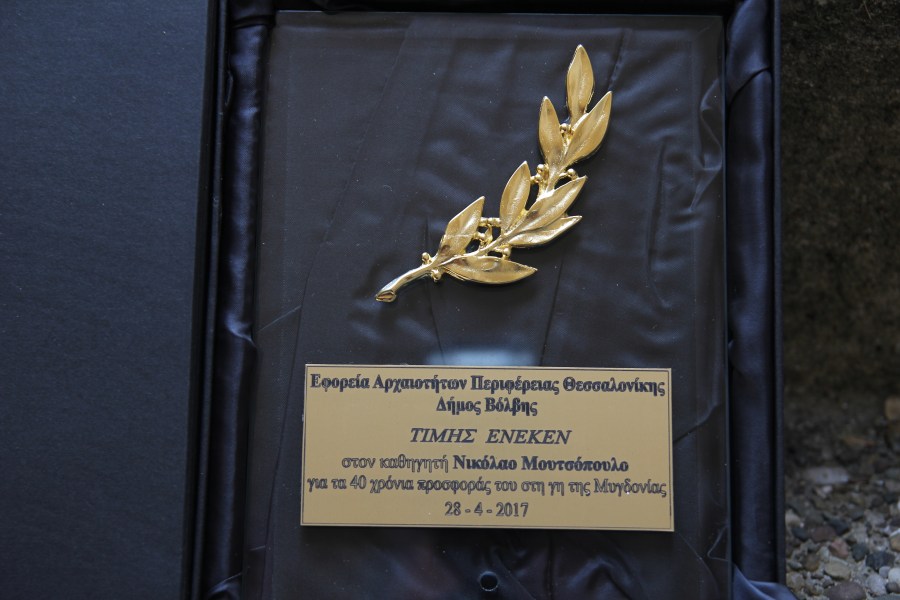 Εφορεία Αρχαιοτήτων Περιφέρειας Θεσσαλονίκης
Δήμος Βόλβης
ΤΙΜΗΣ ΕΝΕΚΕΝ
στον καθηγητή Νικόλαο Μουτσόπουλο
για τα 40 χρόνια προσφοράς του στη γη της Μυγδονίας
28 - 4 - 2017